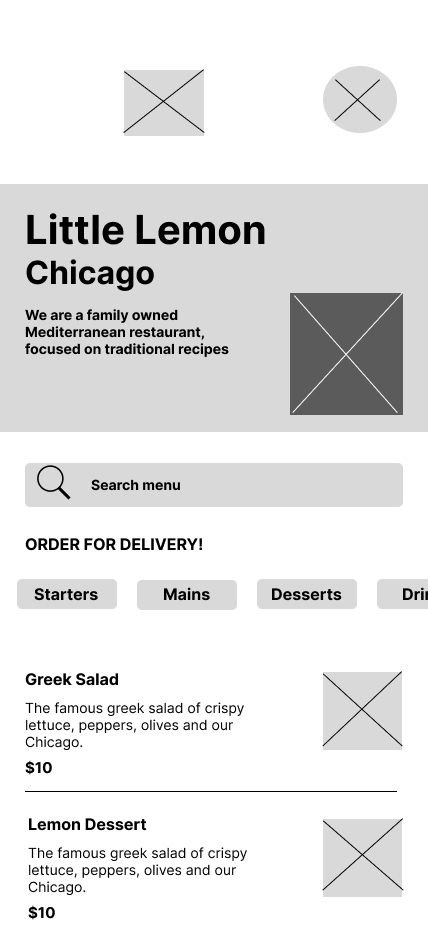 Little Lemon
Chicago
We are a family owned
Mediterranean restaurant,
focused on traditional recipes
Search menu
ORDER FOR DELIVERY!
Starters Mains Desserts Drin
Greek Salad
The famous greek salad of crispy
lettuce, peppers, olives and our
Chicago.
$10
Lemon Dessert
The famous greek salad of crispy
lettuce, peppers, olives and our
Chicago.
$10